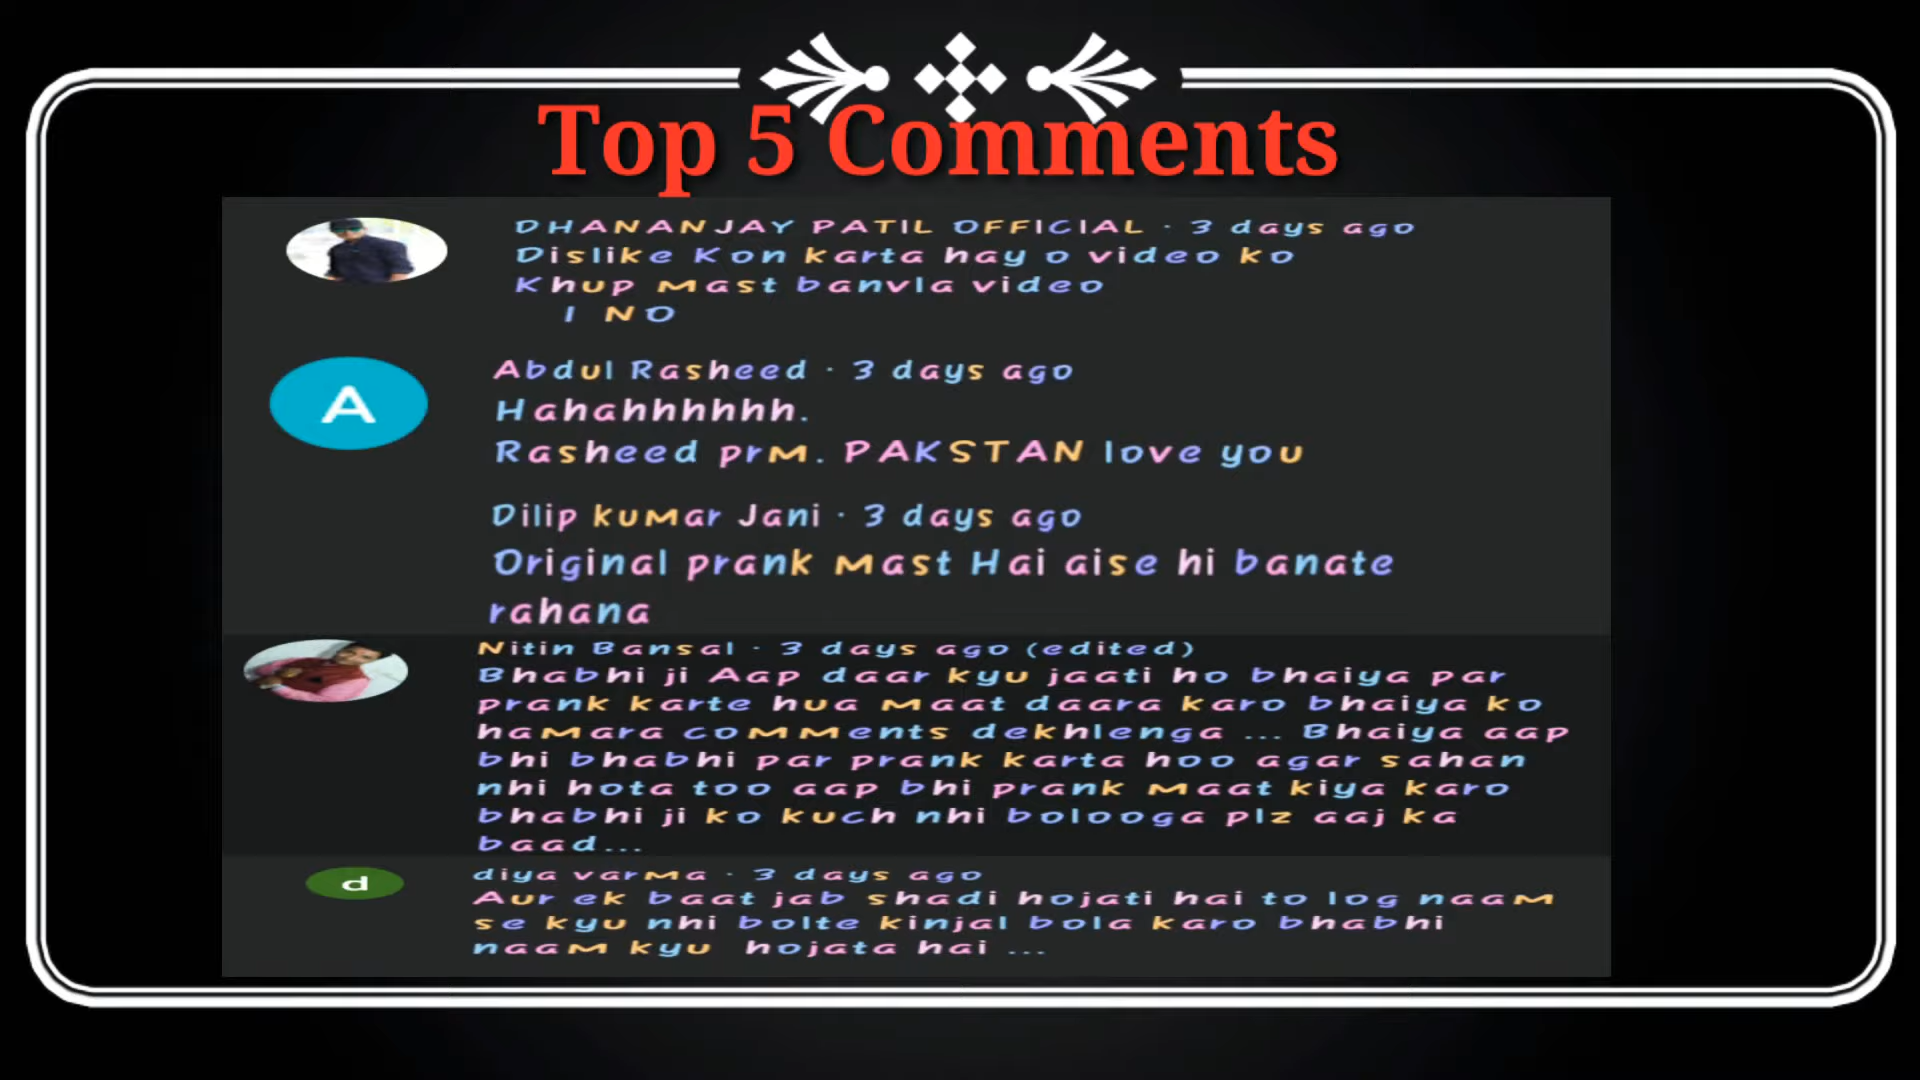 Top 5 Comments
DHANANJAY PATIL OFFICIAL · 3 days ago
Dislike Kon karta hay o video ko
Khup mast banvla video
I NO
A
Abdul Rasheed · 3 days ago
Hahahhhhhh.
Rasheed prm. PAKSTAN love you
Dilip kumar Jani · 3 days ago
Original prank mast Hai aise hi banate
rahana
Nitin Bansal · 3 days ago (edited)
Bhabhi ji Aap daar kyu jaati ho bhaiya par
prank karte hua maat daara karo bhaiya ko
hamara comments dekhlenga ... Bhaiya aap
bhi bhabhi par prank karta hoo agar sahan
nhi hota too aap bhi prank maat kiya karo
bhabhi ji ko kuch nhi bolooga plz aaj ka
baad...
d
diya varma · 3 days ago
Aur ek baat jab shadi hojati hai to log naam
se kyu nhi bolte kinjal bola karo bhabhi
naam kyu hojata hai ...